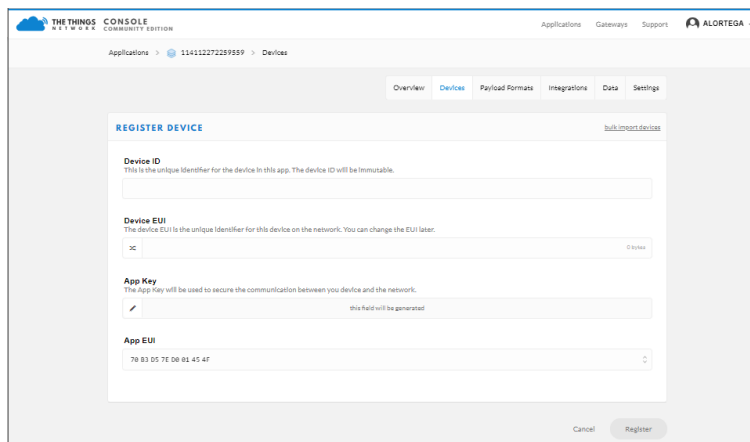 THE THINGS NETWORK CONSOLE COMMUNITY EDITION
Applications Gateways Support ALORTEGA
Applications > 114112272259559 > Devices
Overview Devices Payload Formats Integrations Data Settings
REGISTER DEVICE bulk import devices
Device ID
This is the unique identifier for the device in this app. The device ID will be immutable.
Device EUI
The device EUI is the unique identifier for this device on the network. You can change the EUI later.
0 bytes
App Key
The App Key will be used to secure the communication between you device and the network.
this field will be generated
App EUI
70 B3 D5 7E D0 01 45 4F
Cancel Register